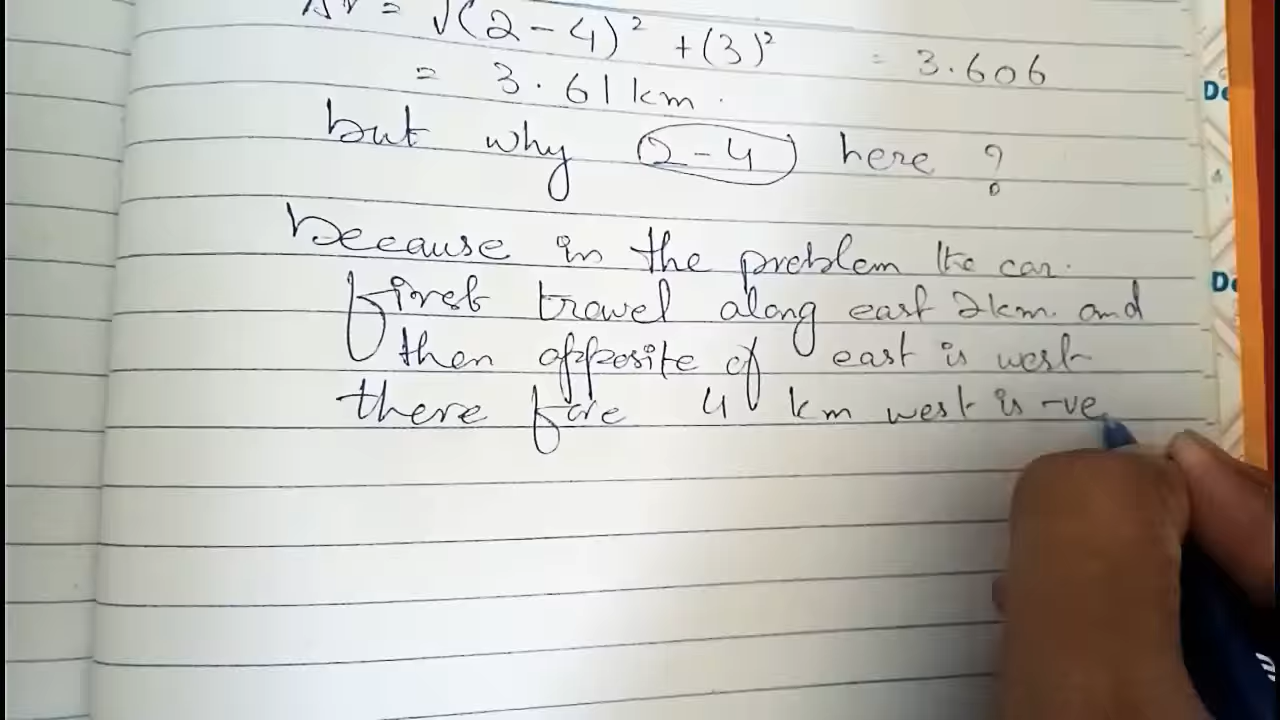 = √(2-4)² + (3)² = 3.606
= 3.61 km.
but why (2-4) here ?
because in the problem the car.
first travel along east 2km. and
then opposite of east is west
there fore 4 km west is -ve
De
De